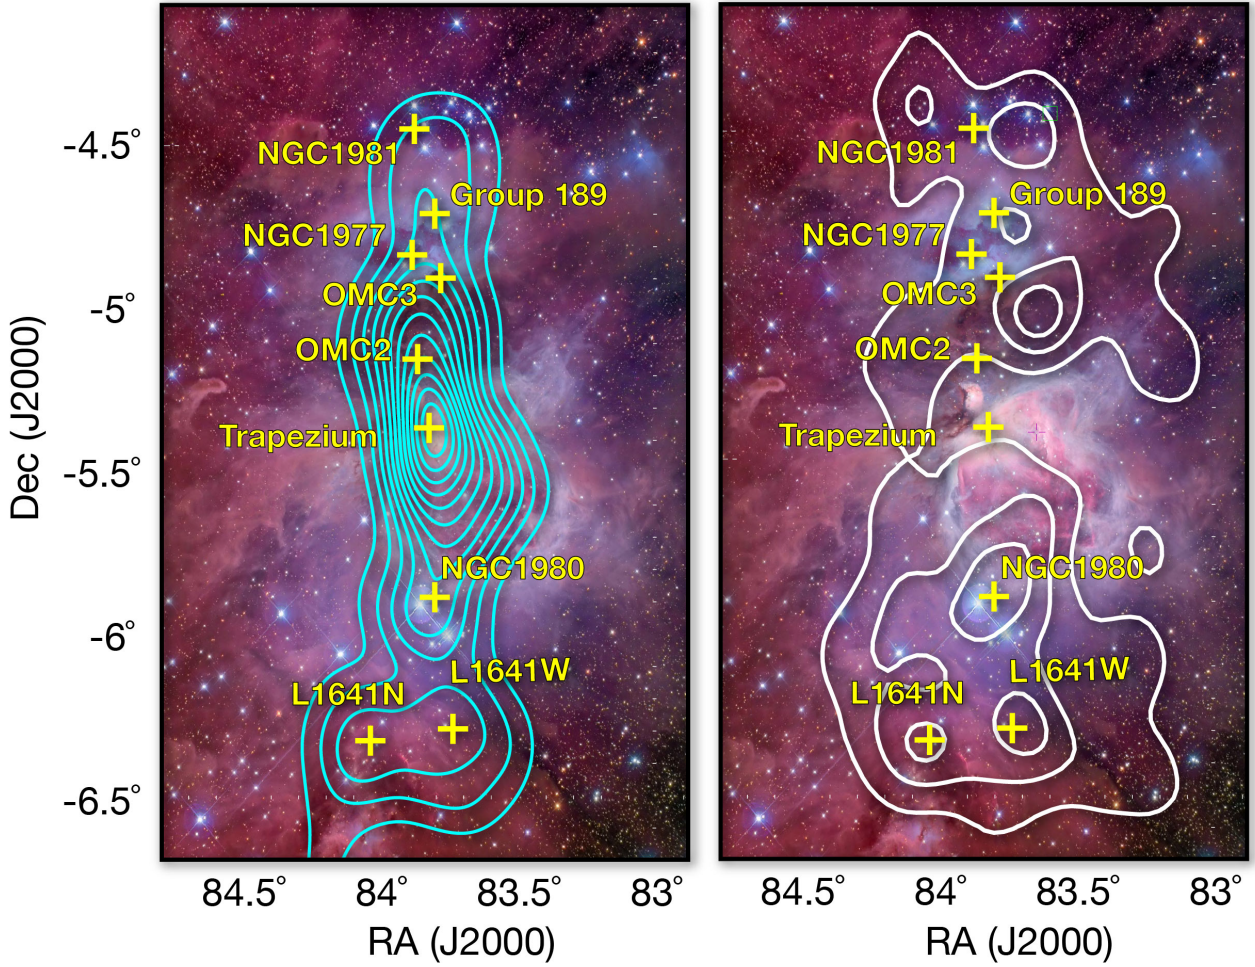 -4.5°
-5°
-5.5°
-6°
-6.5°
Dec (J2000)
NGC1981
Group 189
NGC1977
OMC3
OMC2
Trapezium
NGC1980
L1641W
L1641N
84.5°
84°
83.5°
83°
RA (J2000)
NGC1981
Group 189
NGC1977
OMC3
OMC2
Trapezium
NGC1980
L1641W
L1641N
84.5°
84°
83.5°
83°
RA (J2000)